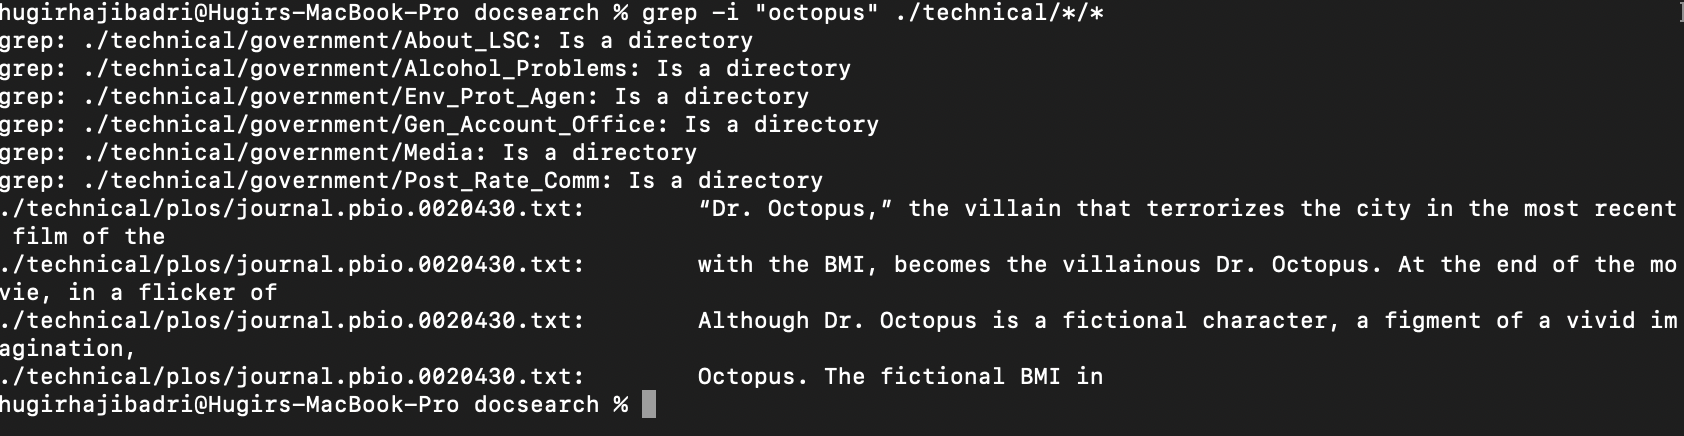 hugirhajibadri@Hugirs-MacBook-Pro docsearch % grep -i "octopus" ./technical/*/*
grep: ./technical/government/About_LSC: Is a directory
grep: ./technical/government/Alcohol_Problems: Is a directory
grep: ./technical/government/Env_Prot_Agen: Is a directory
grep: ./technical/government/Gen_Account_Office: Is a directory
grep: ./technical/government/Media: Is a directory
grep: ./technical/government/Post_Rate_Comm: Is a directory
./technical/plos/journal.pbio.0020430.txt:        “Dr. Octopus,” the villain that terrorizes the city in the most recent
 film of the
./technical/plos/journal.pbio.0020430.txt:        with the BMI, becomes the villainous Dr. Octopus. At the end of the mo
vie, in a flicker of
./technical/plos/journal.pbio.0020430.txt:        Although Dr. Octopus is a fictional character, a figment of a vivid im
agination,
./technical/plos/journal.pbio.0020430.txt:        Octopus. The fictional BMI in
hugirhajibadri@Hugirs-MacBook-Pro docsearch %